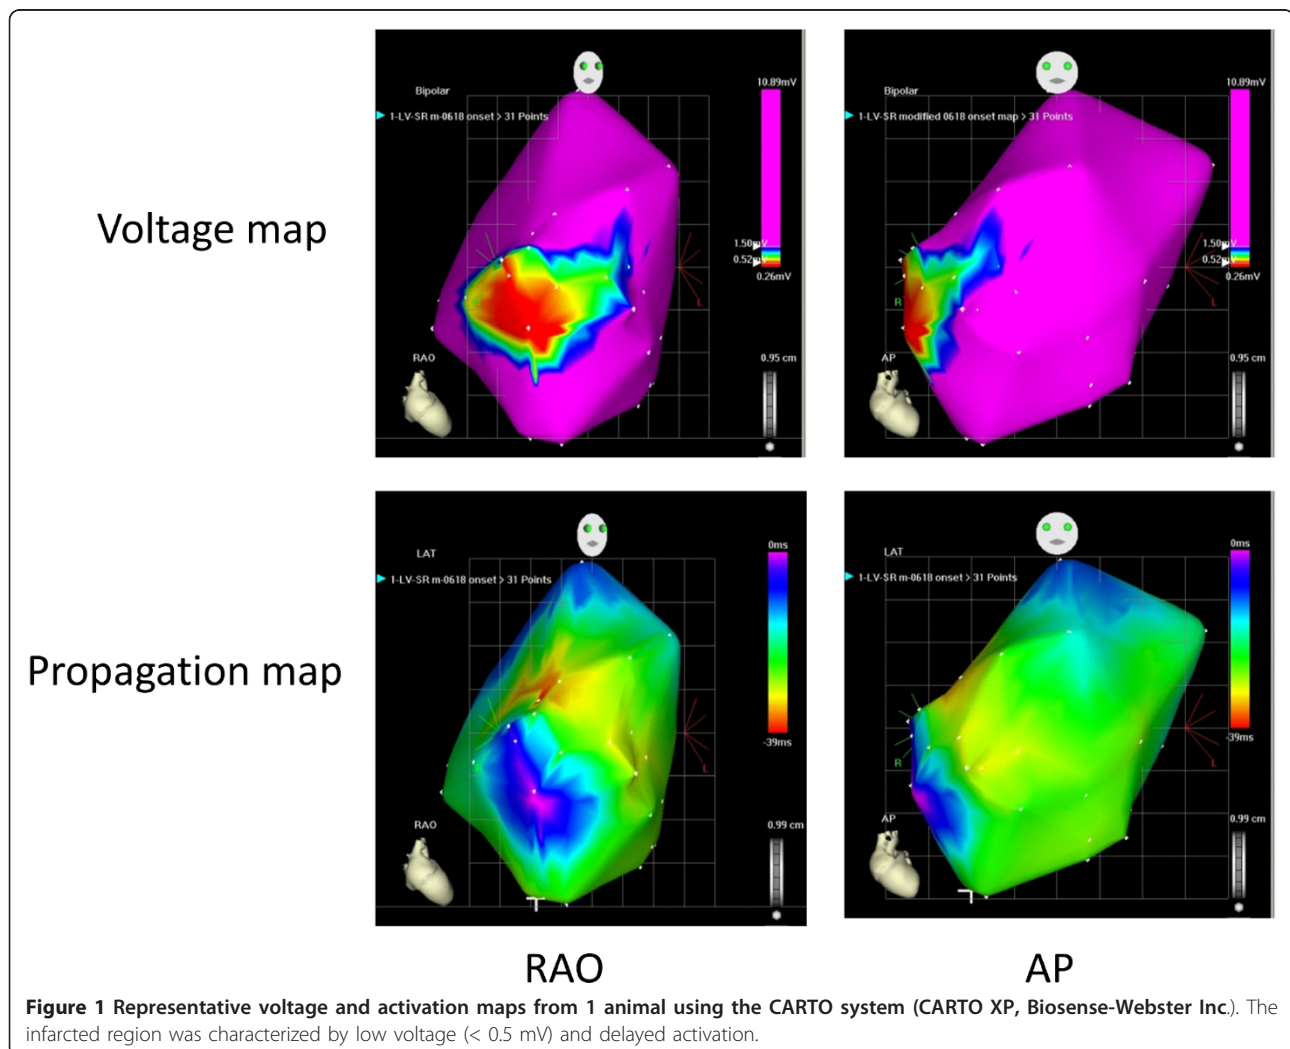 Voltage map
Bipolar
1-LV-SR m-0618 onset > 31 Points
10.89mV
1.50mV
0.52mV
0.26mV
R
L
RAO
0.95 cm
Bipolar
1-LV-SR modified 0618 onset map > 31 Points
10.89mV
1.50mV
0.52mV
0.26mV
R
L
AP
0.95 cm
Propagation map
LAT
1-LV-SR m-0618 onset > 31 Points
0ms
-39ms
L
RAO
0.99 cm
LAT
1-LV-SR m-0618 onset > 31 Points
0ms
-39ms
R
L
AP
0.99 cm
RAO
AP
Figure 1 Representative voltage and activation maps from 1 animal using the CARTO system (CARTO XP, Biosense-Webster Inc.). The
infarcted region was characterized by low voltage (< 0.5 mV) and delayed activation.